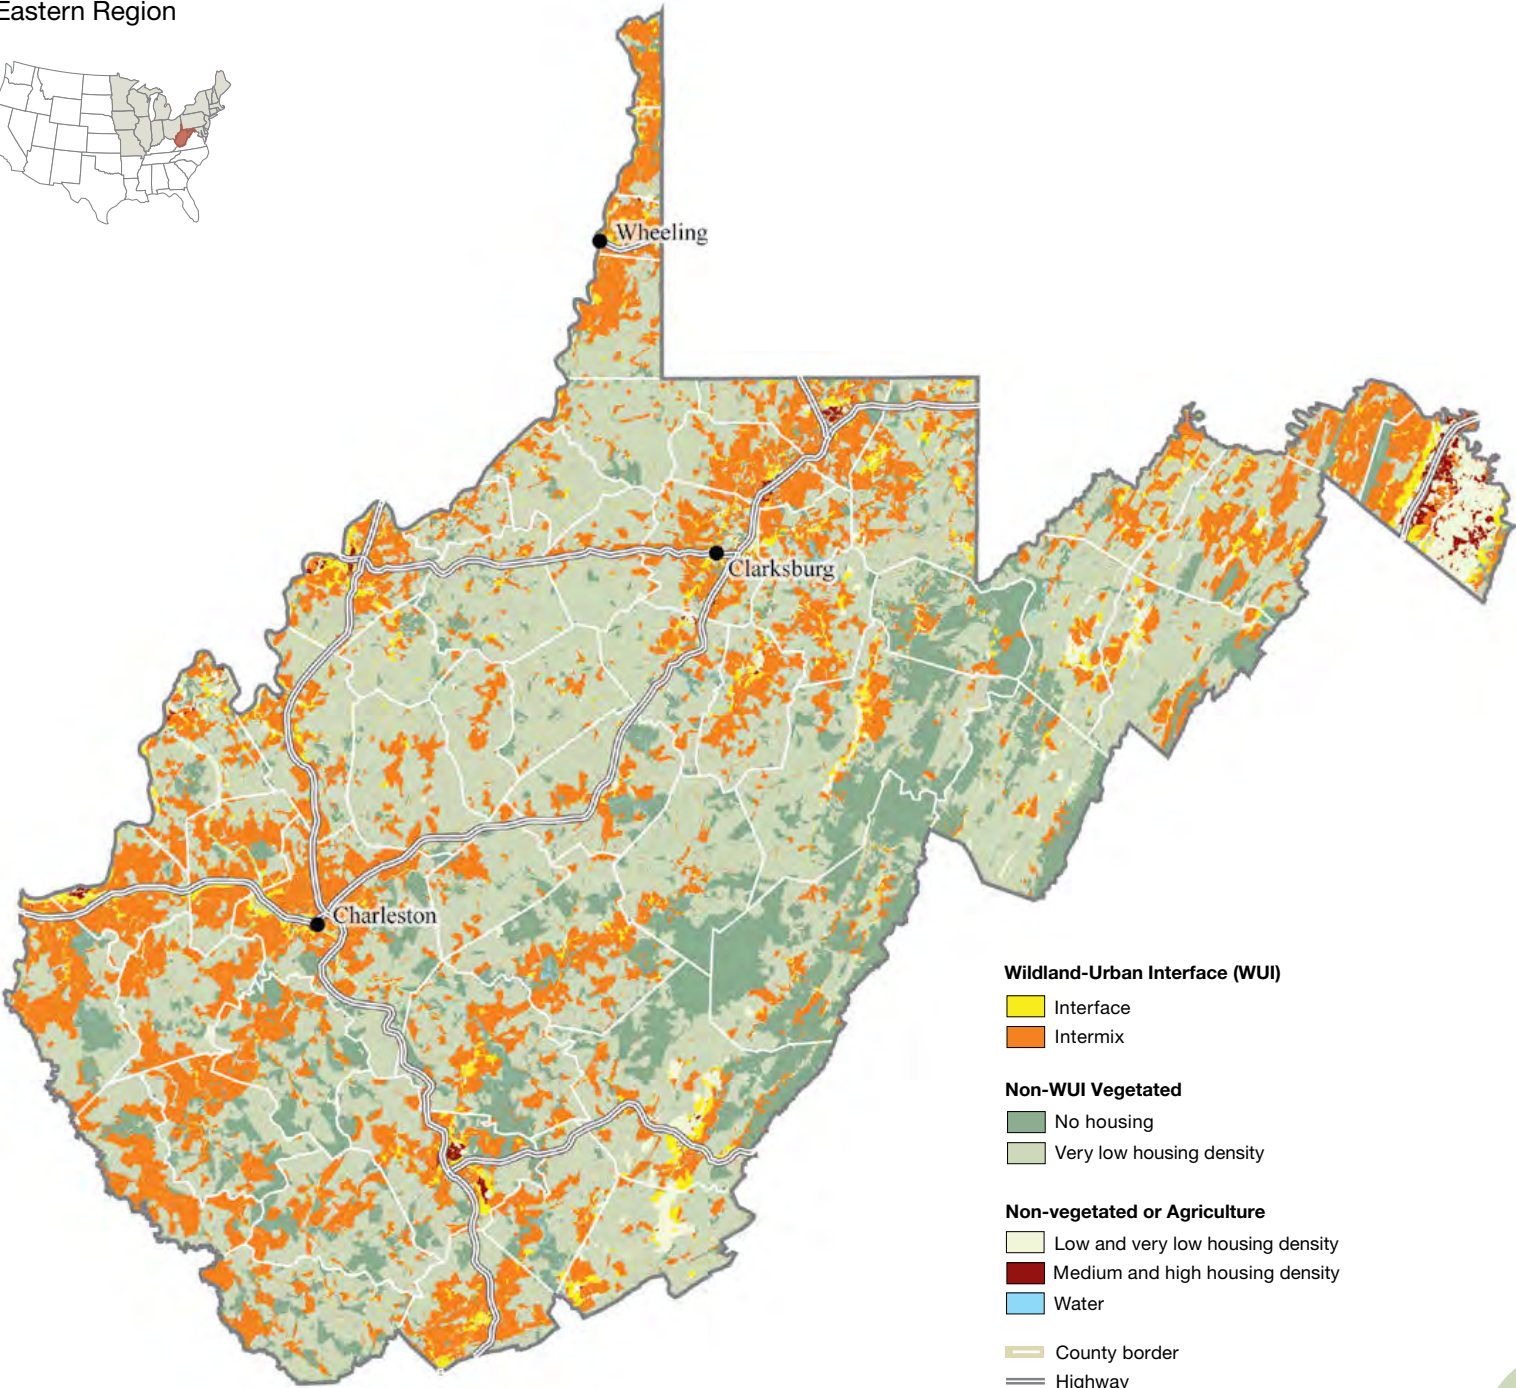 Eastern Region
Wheeling
Clarksburg
Charleston
Wildland-Urban Interface (WUI)
Interface
Intermix
Non-WUI Vegetated
No housing
Very low housing density
Non-vegetated or Agriculture
Low and very low housing density
Medium and high housing density
Water
County border
Highway